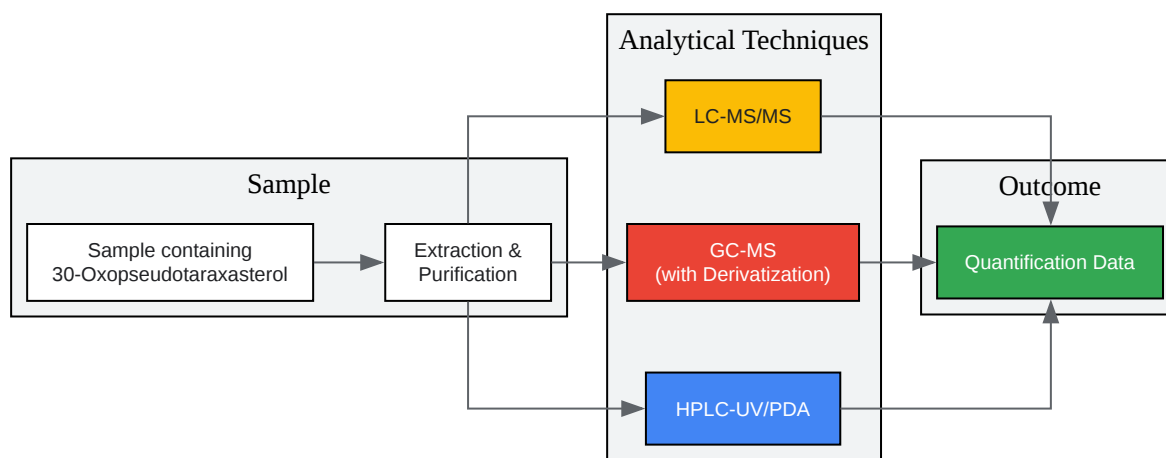 Analytical Techniques
LC-MS/MS
Sample
Outcome
Sample containing
30-Oxopseudotaraxasterol
Extraction &
Purification
GC-MS
(with Derivatization)
Quantification Data
HPLC-UV/PDA